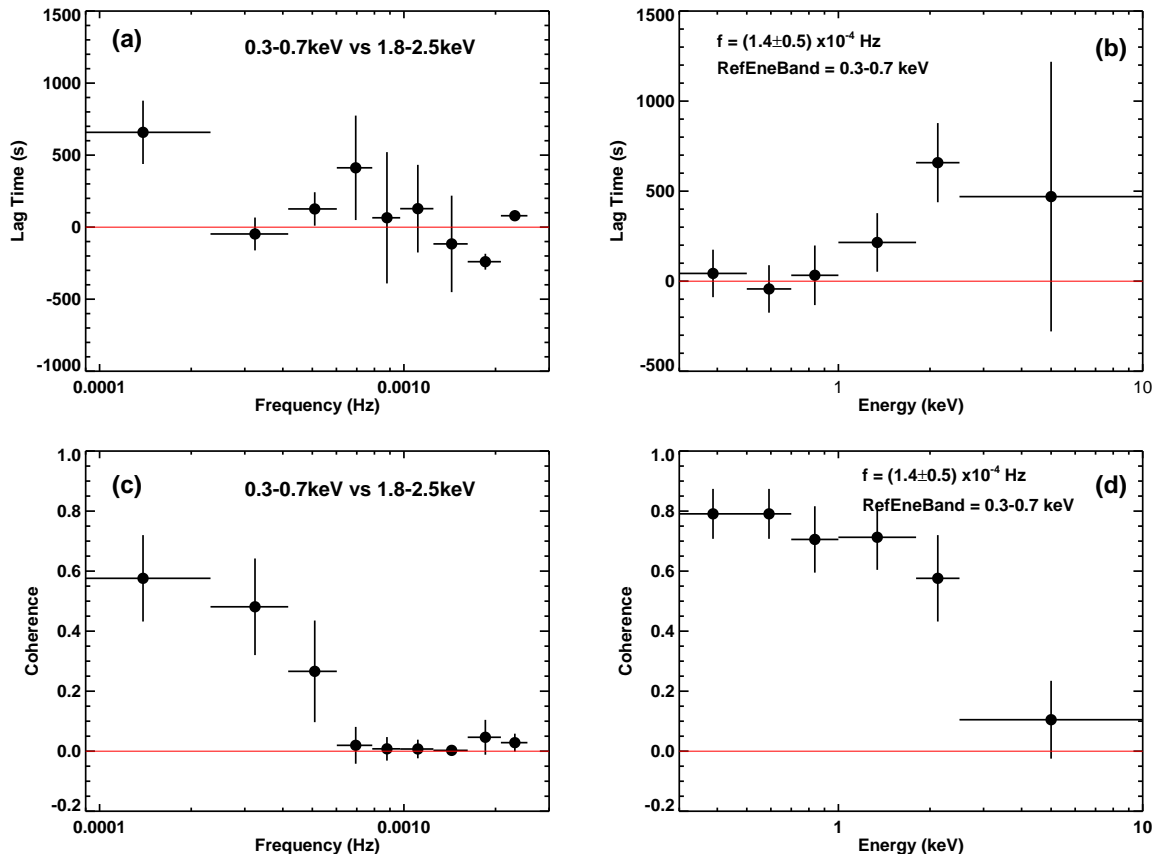 (a)
0.3-0.7keV vs 1.8-2.5keV
Lag Time (s)
1500
1000
500
0
-500
-1000
0.0001
0.0010
Frequency (Hz)
(b)
f = (1.4±0.5) x10⁻⁴ Hz
RefEneBand = 0.3-0.7 keV
Lag Time (s)
1500
1000
500
0
-500
1
10
Energy (keV)
(c)
0.3-0.7keV vs 1.8-2.5keV
Coherence
1.0
0.8
0.6
0.4
0.2
0.0
-0.2
0.0001
0.0010
Frequency (Hz)
(d)
f = (1.4±0.5) x10⁻⁴ Hz
RefEneBand = 0.3-0.7 keV
Coherence
1.0
0.8
0.6
0.4
0.2
0.0
-0.2
1
10
Energy (keV)